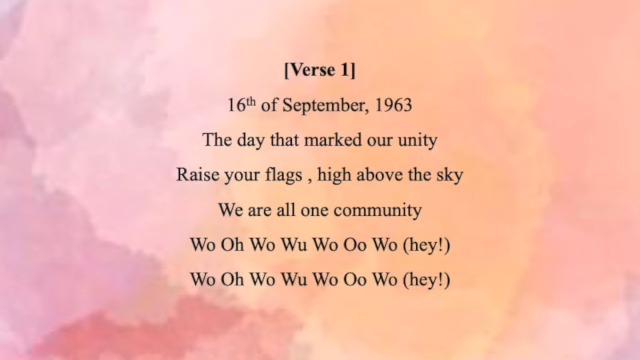 [Verse 1]
16th of September, 1963
The day that marked our unity
Raise your flags , high above the sky
We are all one community
Wo Oh Wo Wu Wo Oo Wo (hey!)
Wo Oh Wo Wu Wo Oo Wo (hey!)